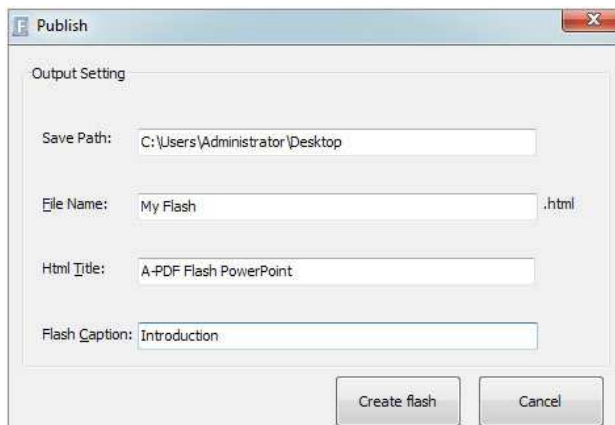 Publish
Output Setting
Save Path: C:\Users\Administrator\Desktop
File Name: My Flash .html
Html Title: A-PDF Flash PowerPoint
Flash Caption: Introduction
Create flash Cancel